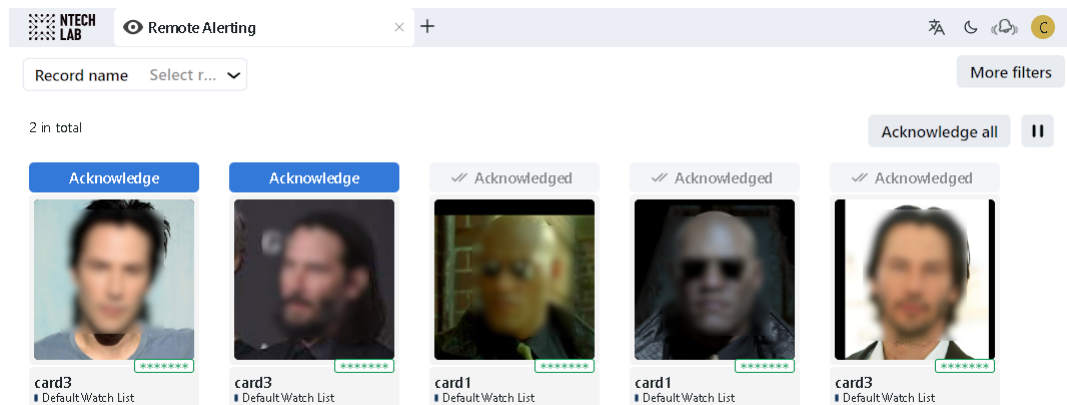 NTECH LAB
Remote Alerting
C
Record name Select r...
More filters
2 in total
Acknowledge all
Acknowledge Acknowledge Acknowledged Acknowledged Acknowledged
******* ******* ******* ******* *******
card3 card3 card1 card1 card3
Default Watch List Default Watch List Default Watch List Default Watch List Default Watch List